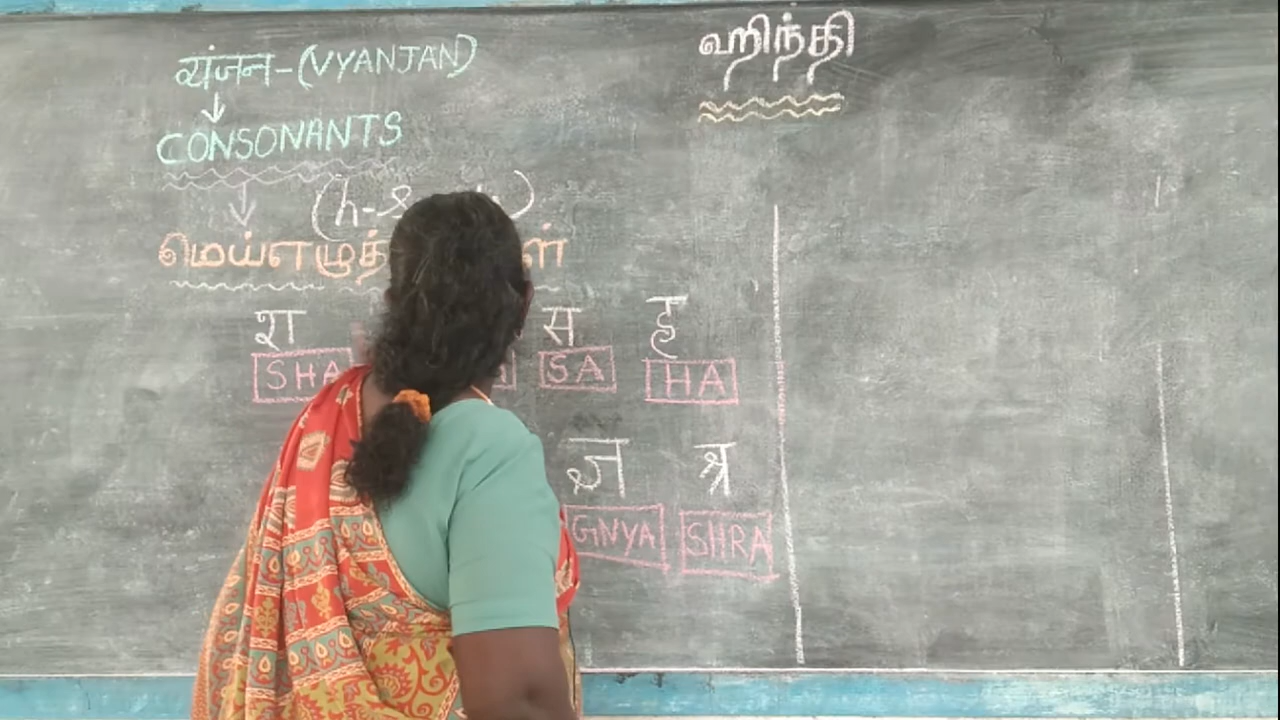 ஹிந்தி
यंजन-(VYANJAN)
CONSONANTS
श स ह
SHA SA HA
ज्ञ श्र
GNYA SHRA